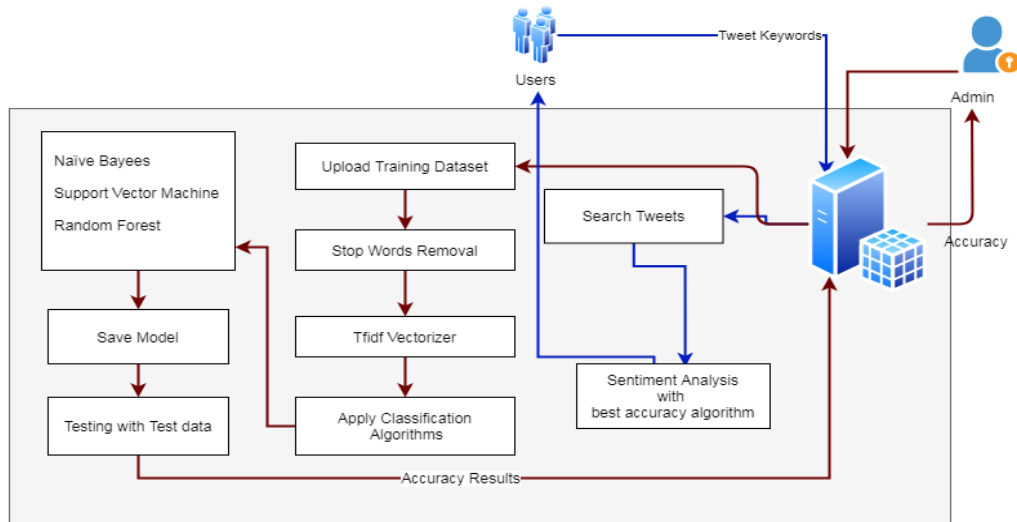 Tweet Keywords
Users
Admin
Naïve Bayees
Support Vector Machine
Random Forest
Upload Training Dataset
Search Tweets
Stop Words Removal
Accuracy
Save Model
Tfidf Vectorizer
Sentiment Analysis
with
best accuracy algorithm
Testing with Test data
Apply Classification
Algorithms
Accuracy Results